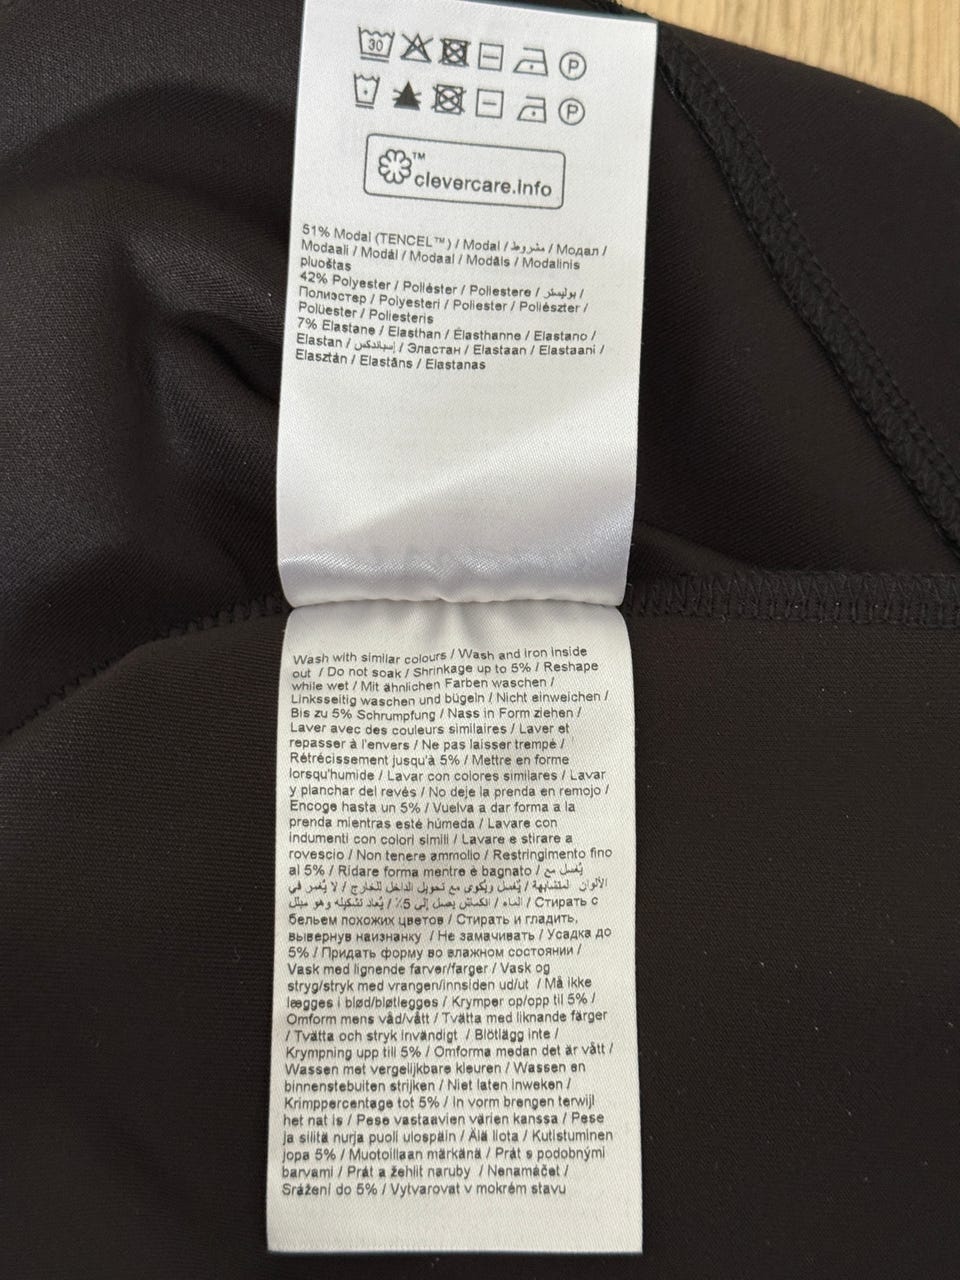 30
P
P
™
clevercare.info
51% Modal (TENCEL™) / Modal / مشروط / Модал /
Modaali / Modál / Modaal / Modāls / Modalinis
pluoštas
42% Polyester / Poliéster / Poliestere / بوليستر /
Полиэстер / Polyesteri / Poliester / Poliészter /
Polüester / Poliesteris
7% Elastane / Elasthan / Élasthanne / Elastano /
Elastan / إسباندكس / Эластан / Elastaan / Elastaani /
Elasztán / Elastāns / Elastanas
Wash with similar colours / Wash and iron inside
out / Do not soak / Shrinkage up to 5% / Reshape
while wet / Mit ähnlichen Farben waschen /
Linksseitig waschen und bügeln / Nicht einweichen /
Bis zu 5% Schrumpfung / Nass in Form ziehen /
Laver avec des couleurs similaires / Laver et
repasser à l'envers / Ne pas laisser trempé /
Rétrécissement jusqu'à 5% / Mettre en forme
lorsqu'humide / Lavar con colores similares / Lavar
y planchar del revés / No deje la prenda en remojo /
Encoge hasta un 5% / Vuelva a dar forma a la
prenda mientras esté húmeda / Lavare con
indumenti con colori simili / Lavare e stirare a
rovescio / Non tenere ammollo / Restringimento fino
al 5% / Ridare forma mentre è bagnato / يُغسل مع
الألوان المتشابهة / يُغسل ويُكوى مع تحويل الداخل للخارج / لا يُغمر في
الماء / انكماش يصل إلى 5٪ / يُعاد تشكيله وهو مبلل / Стирать с
бельем похожих цветов / Стирать и гладить,
вывернув наизнанку / Не замачивать / Усадка до
5% / Придать форму во влажном состоянии /
Vask med lignende farver/farger / Vask og
stryg/stryk med vrangen/innsiden ud/ut / Må ikke
lægges i blød/bløtlegges / Krymper op/opp til 5% /
Omform mens våd/vått / Tvätta med liknande färger
/ Tvätta och stryk invändigt / Blötlägg inte /
Krympning upp till 5% / Omforma medan det är vått /
Wassen met vergelijkbare kleuren / Wassen en
binnenstebuiten strijken / Niet laten inweken /
Krimppercentage tot 5% / In vorm brengen terwijl
het nat is / Pese vastaavien värien kanssa / Pese
ja silitä nurja puoli ulospäin / Älä liota / Kutistuminen
jopa 5% / Muotoillaan märkänä / Prát s podobnými
barvami / Prát a žehlit naruby / Nenamáčet /
Srážení do 5% / Vytvarovat v mokrém stavu